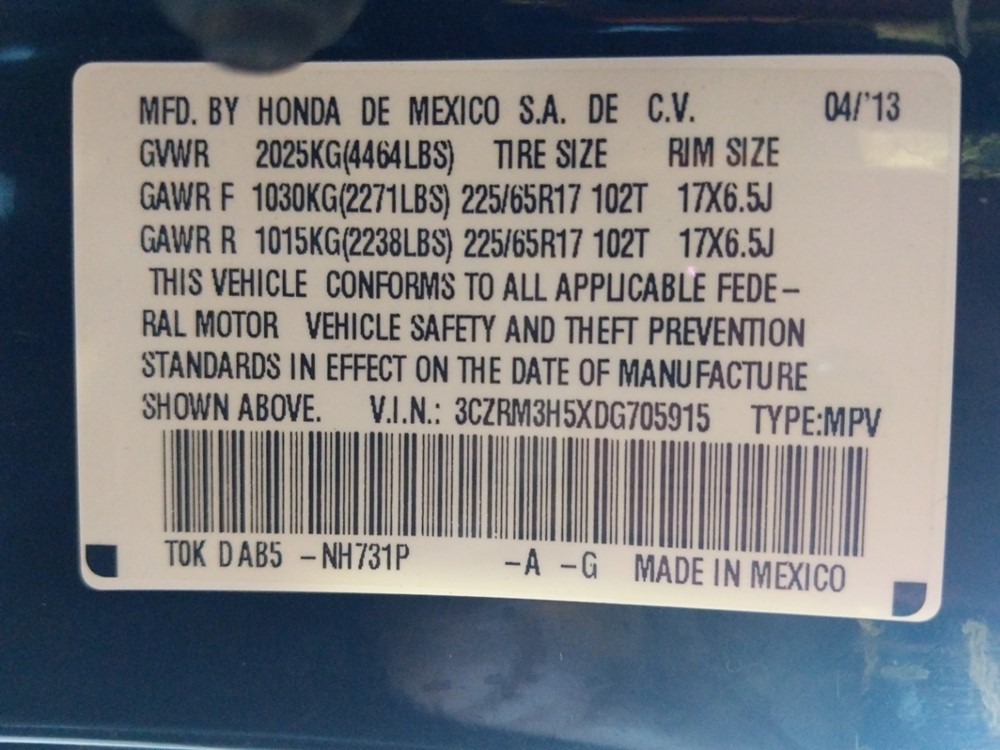 MFD. BY HONDA DE MEXICO S.A. DE C.V. 04/'13
GVWR 2025KG(4464LBS) TIRE SIZE RIM SIZE
GAWR F 1030KG(2271LBS) 225/65R17 102T 17X6.5J
GAWR R 1015KG(2238LBS) 225/65R17 102T 17X6.5J
THIS VEHICLE CONFORMS TO ALL APPLICABLE FEDE-
RAL MOTOR VEHICLE SAFETY AND THEFT PREVENTION
STANDARDS IN EFFECT ON THE DATE OF MANUFACTURE
SHOWN ABOVE. V.I.N.: 3CZRM3H5XDG705915 TYPE:MPV
T0K D AB5 -NH731P -A -G MADE IN MEXICO